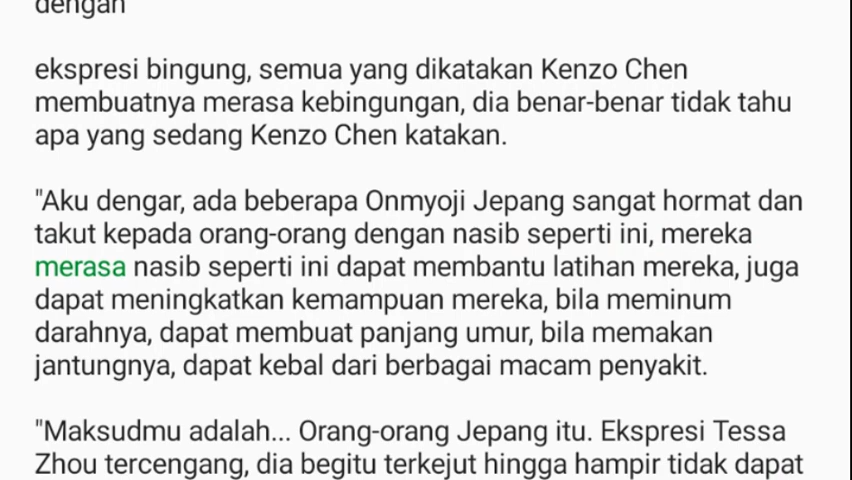 dengan
ekspresi bingung, semua yang dikatakan Kenzo Chen
membuatnya merasa kebingungan, dia benar-benar tidak tahu
apa yang sedang Kenzo Chen katakan.
"Aku dengar, ada beberapa Onmyoji Jepang sangat hormat dan
takut kepada orang-orang dengan nasib seperti ini, mereka
merasa nasib seperti ini dapat membantu latihan mereka, juga
dapat meningkatkan kemampuan mereka, bila meminum
darahnya, dapat membuat panjang umur, bila memakan
jantungnya, dapat kebal dari berbagai macam penyakit.
"Maksudmu adalah... Orang-orang Jepang itu. Ekspresi Tessa
Zhou tercengang, dia begitu terkejut hingga hampir tidak dapat